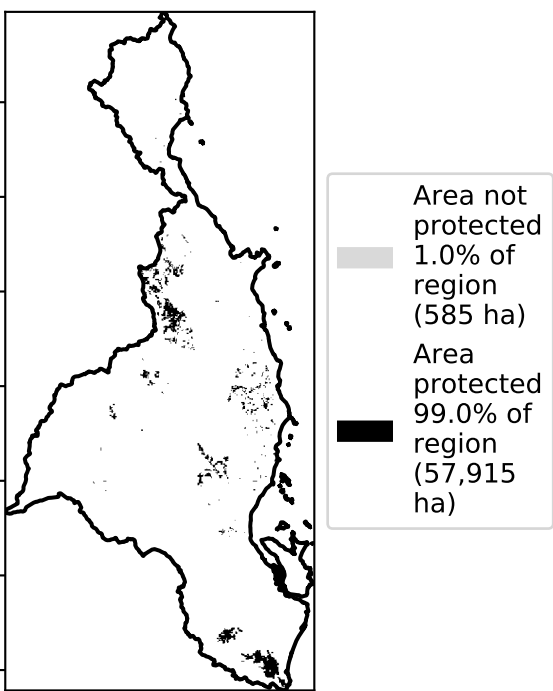 Area not
protected
1.0% of
region
(585 ha)
Area
protected
99.0% of
region
(57,915
ha)